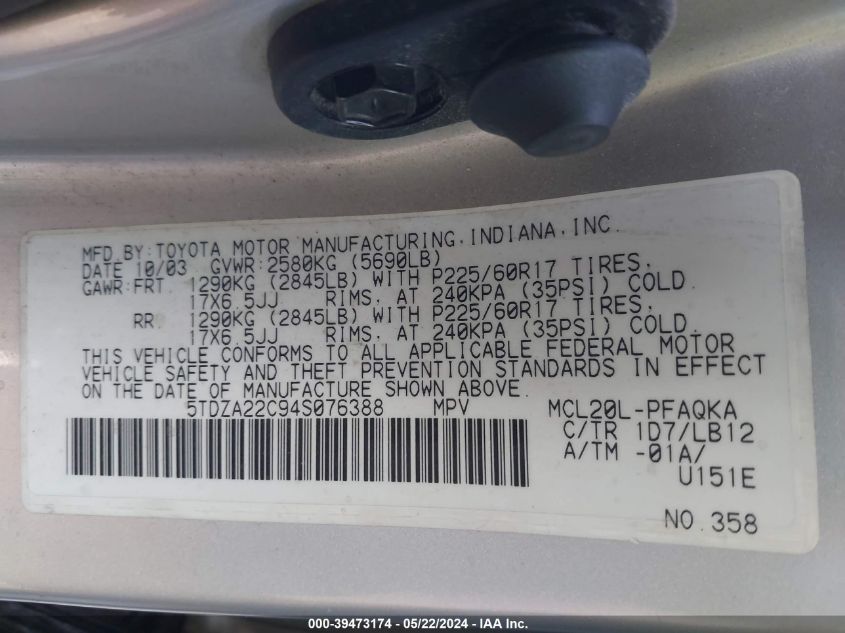 MFD.BY:TOYOTA MOTOR MANUFACTURING,INDIANA,INC.
DATE 10/03 GVWR:2580KG (5690LB)
GAWR:FRT 1290KG (2845LB) WITH P225/60R17 TIRES,
17X6.5JJ RIMS, AT 240KPA (35PSI) COLD.
RR 1290KG (2845LB) WITH P225/60R17 TIRES,
17X6.5JJ RIMS, AT 240KPA (35PSI) COLD.
THIS VEHICLE CONFORMS TO ALL APPLICABLE FEDERAL MOTOR
VEHICLE SAFETY AND THEFT PREVENTION STANDARDS IN EFFECT
ON THE DATE OF MANUFACTURE SHOWN ABOVE.
5TDZA22C94S076388 MPV MCL20L-PFAQKA
C/TR 1D7/LB12
A/TM -01A/
U151E
NO.358
000-39473174 - 05/22/2024 - IAA Inc.